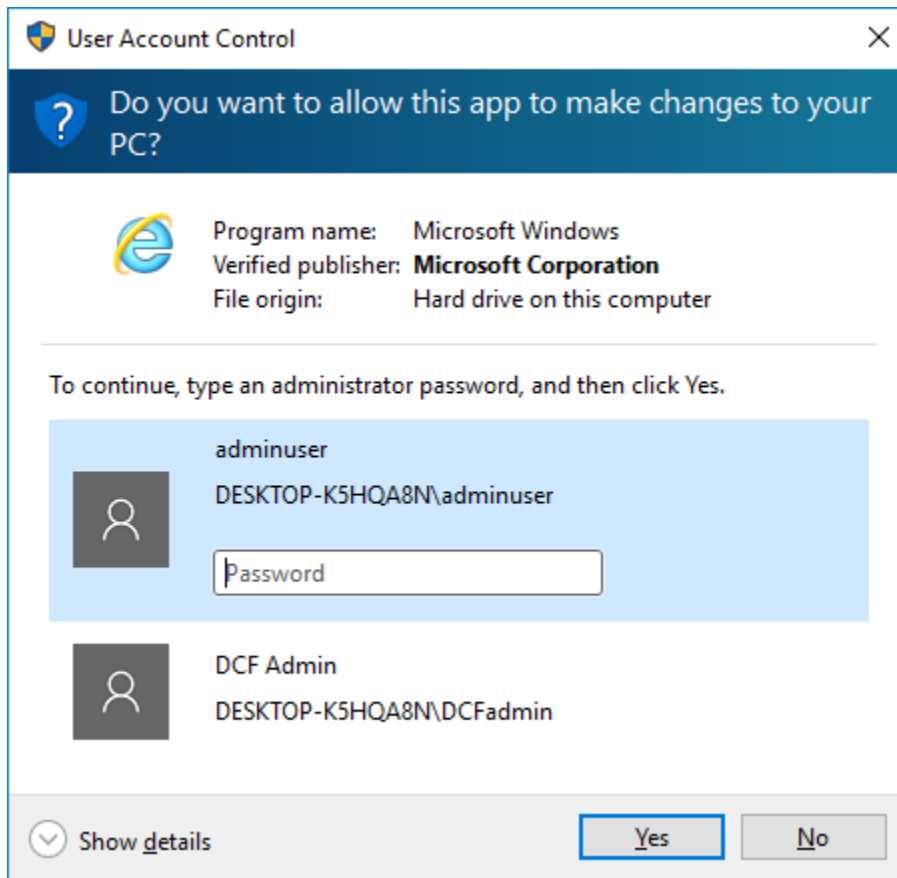 User Account Control
Do you want to allow this app to make changes to your
PC?
Program name: Microsoft Windows
Verified publisher: Microsoft Corporation
File origin: Hard drive on this computer
To continue, type an administrator password, and then click Yes.
adminuser
DESKTOP-K5HQA8N\adminuser
Password
DCF Admin
DESKTOP-K5HQA8N\DCFadmin
Show details
Yes
No